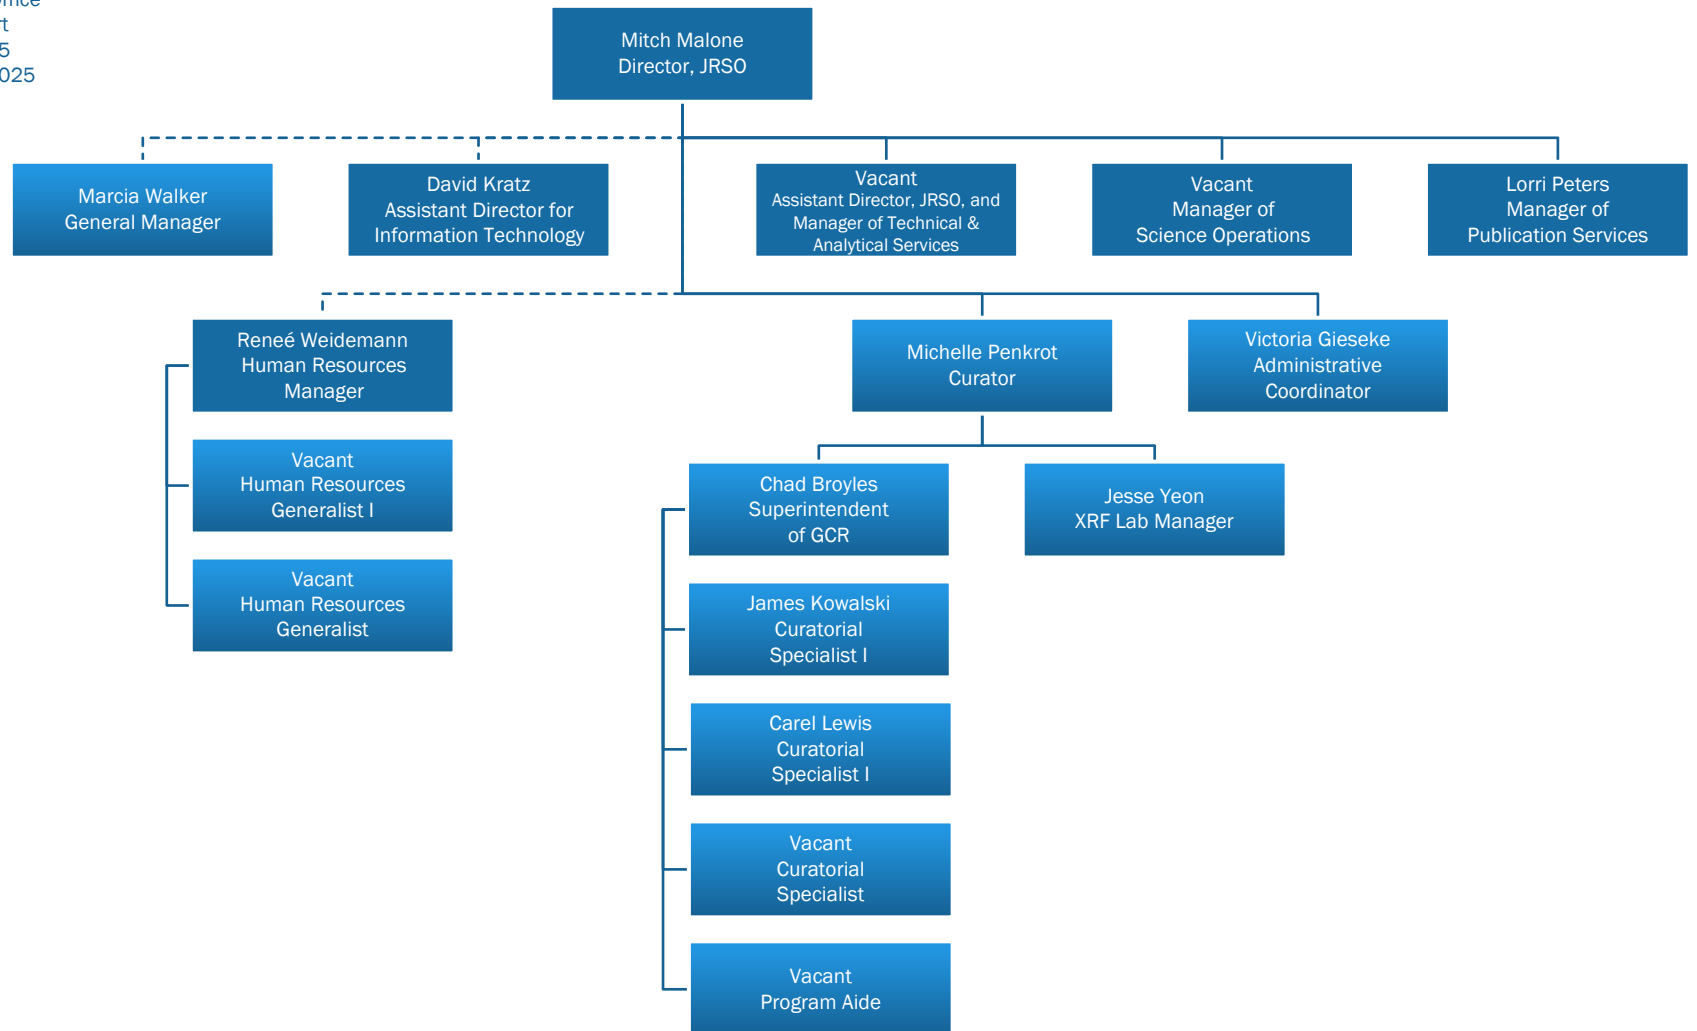 Mitch Malone
Director, JRSO
Marcia Walker
General Manager
David Kratz
Assistant Director for
Information Technology
Vacant
Assistant Director, JRSO, and
Manager of Technical &
Analytical Services
Vacant
Manager of
Science Operations
Lorri Peters
Manager of
Publication Services
Reneé Weidemann
Human Resources
Manager
Michelle Penkrot
Curator
Victoria Gieseke
Administrative
Coordinator
Vacant
Human Resources
Generalist I
Vacant
Human Resources
Generalist
Chad Broyles
Superintendent
of GCR
Jesse Yeon
XRF Lab Manager
James Kowalski
Curatorial
Specialist I
Carel Lewis
Curatorial
Specialist I
Vacant
Curatorial
Specialist
Vacant
Program Aide